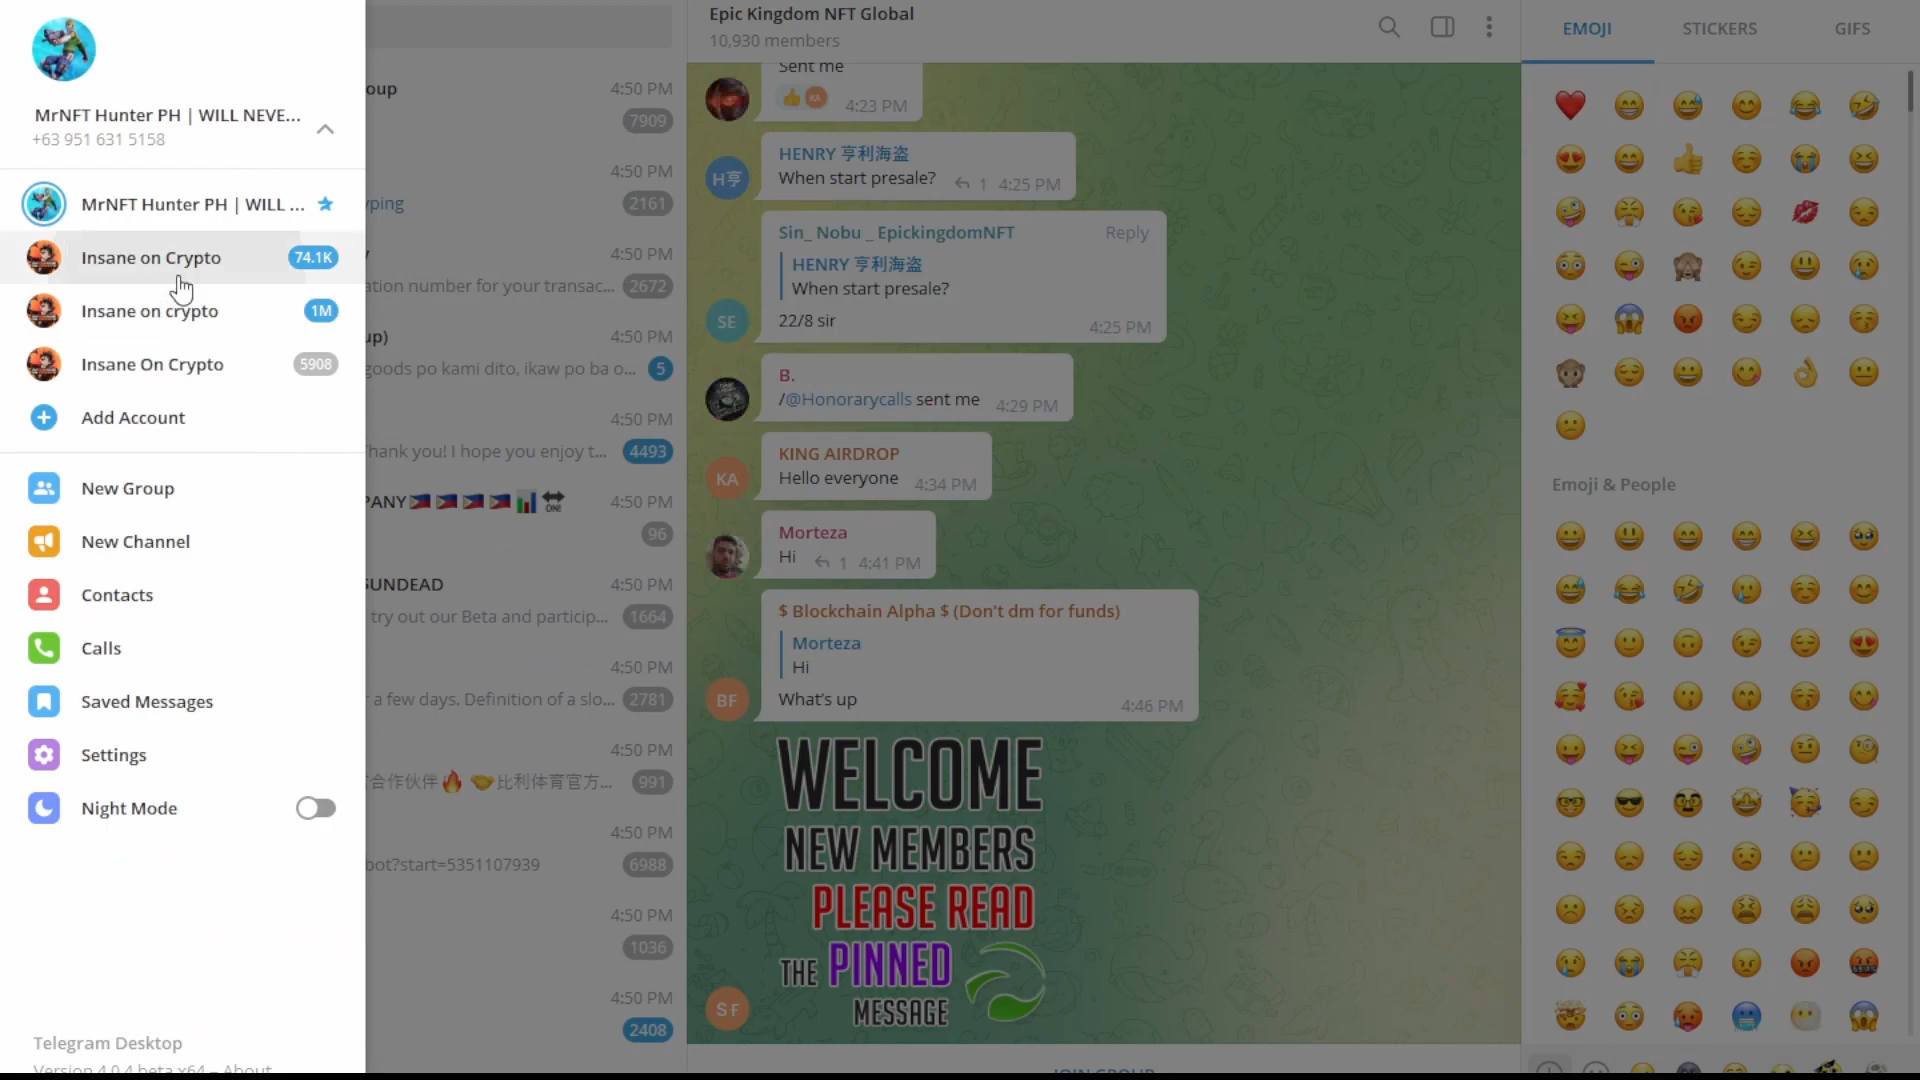 MrNFT Hunter PH | WILL NEVE...
+63 951 631 5158
MrNFT Hunter PH | WILL ...
Insane on Crypto 74.1K
Insane on crypto 1M
Insane On Crypto 5908
Add Account
New Group
New Channel
Contacts
Calls
Saved Messages
Settings
Night Mode
Telegram Desktop
Version 4.0.4 beta x64 – About
oup 4:50 PM
7909
4:50 PM
yping 2161
4:50 PM
ation number for your transac... 2672
up) 4:50 PM
goods po kami dito, ikaw po ba o... 5
4:50 PM
Thank you! I hope you enjoy t... 4493
PANY🇵🇭🇵🇭🇵🇭🇵🇭📊🔛 4:50 PM
96
SUNDEAD 4:50 PM
try out our Beta and particip... 1664
4:50 PM
r a few days. Definition of a slo... 2781
4:50 PM
合作伙伴🔥 🤝比利体育官方... 991
4:50 PM
bot?start=5351107939 6988
4:50 PM
1036
4:50 PM
2408
Epic Kingdom NFT Global
10,930 members
Sent me
KA 4:23 PM
HENRY 亨利海盗
H亨 When start presale? 1 4:25 PM
Sin_ Nobu _ EpickingdomNFT Reply
HENRY 亨利海盗
When start presale?
SE 22/8 sir 4:25 PM
B.
/@Honorarycalls sent me 4:29 PM
KING AIRDROP
KA Hello everyone 4:34 PM
Morteza
Hi 1 4:41 PM
$ Blockchain Alpha $ (Don't dm for funds)
Morteza
Hi
BF What's up 4:46 PM
WELCOME
NEW MEMBERS
PLEASE READ
THE PINNED
MESSAGE
SF
JOIN GROUP
EMOJI STICKERS GIFS
Emoji & People